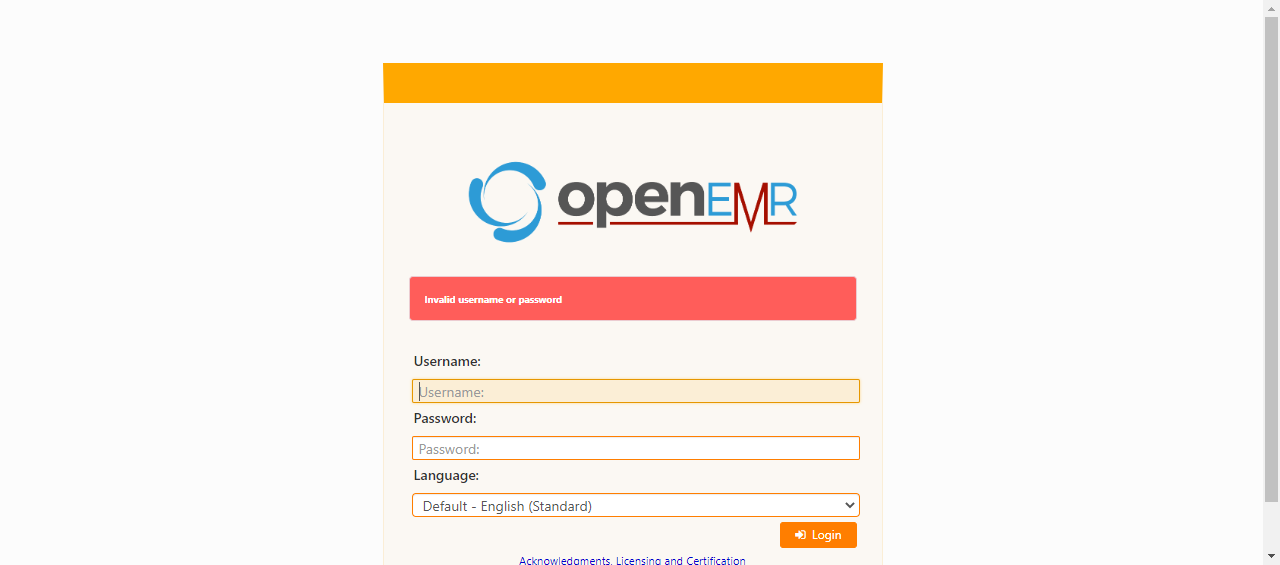 openEMR
Invalid username or password
Username:
Username:
Password:
Password:
Language:
Default - English (Standard)
Login
Acknowledgments, Licensing and Certification